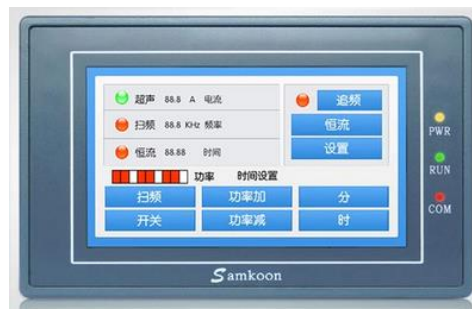 超声 88.8 A 电流
追频
扫频 88.8 KHz 频率
恒流
恒流 88.88 时间
设置
功率 时间设置
扫频 功率加 分
开关 功率减 时
PWR
RUN
COM
Samkoon